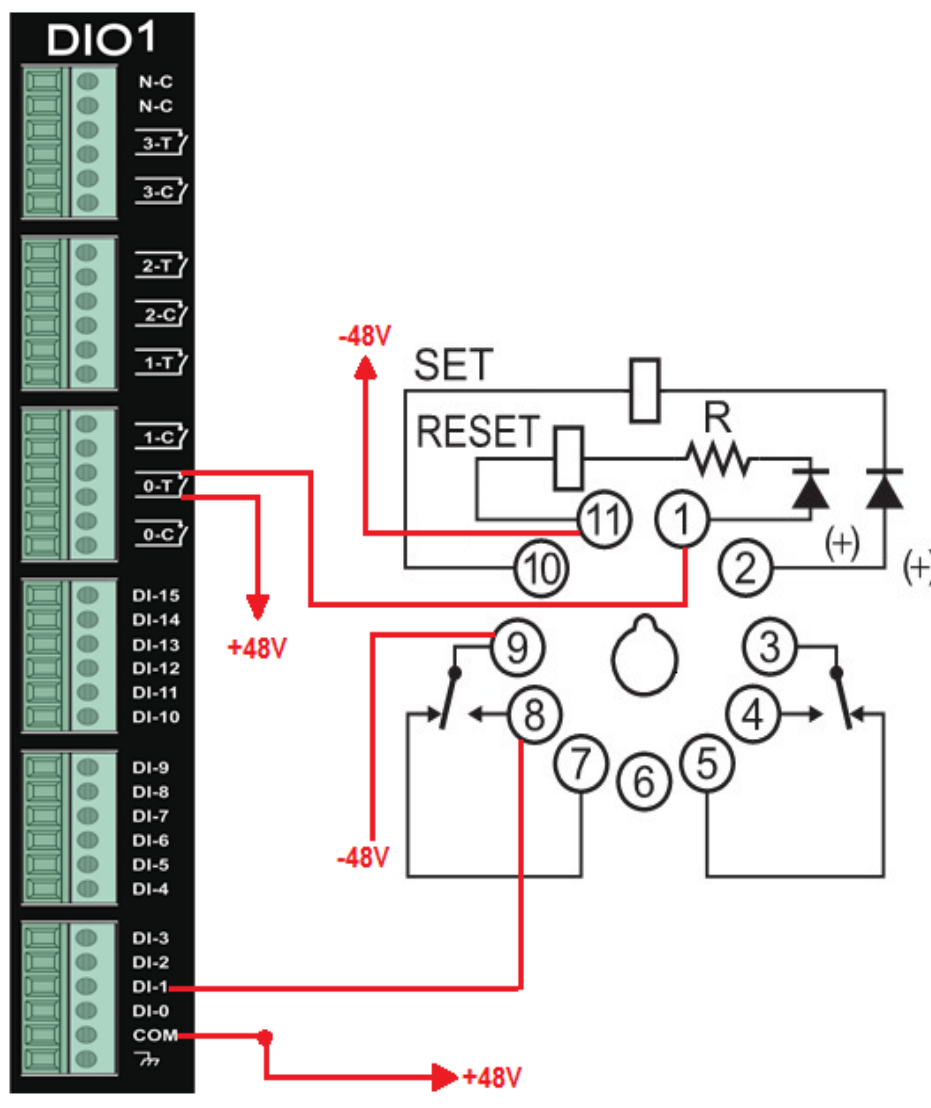 DIO1
N-C
N-C
3-T
3-C
2-T
2-C
1-T
1-C
0-T
0-C
DI-15
DI-14
DI-13
DI-12
DI-11
DI-10
DI-9
DI-8
DI-7
DI-6
DI-5
DI-4
DI-3
DI-2
DI-1
DI-0
COM
-48V
SET
RESET
R
11
1
(+)
10
2
(+)
+48V
9
3
8
4
7
6
5
-48V
+48V